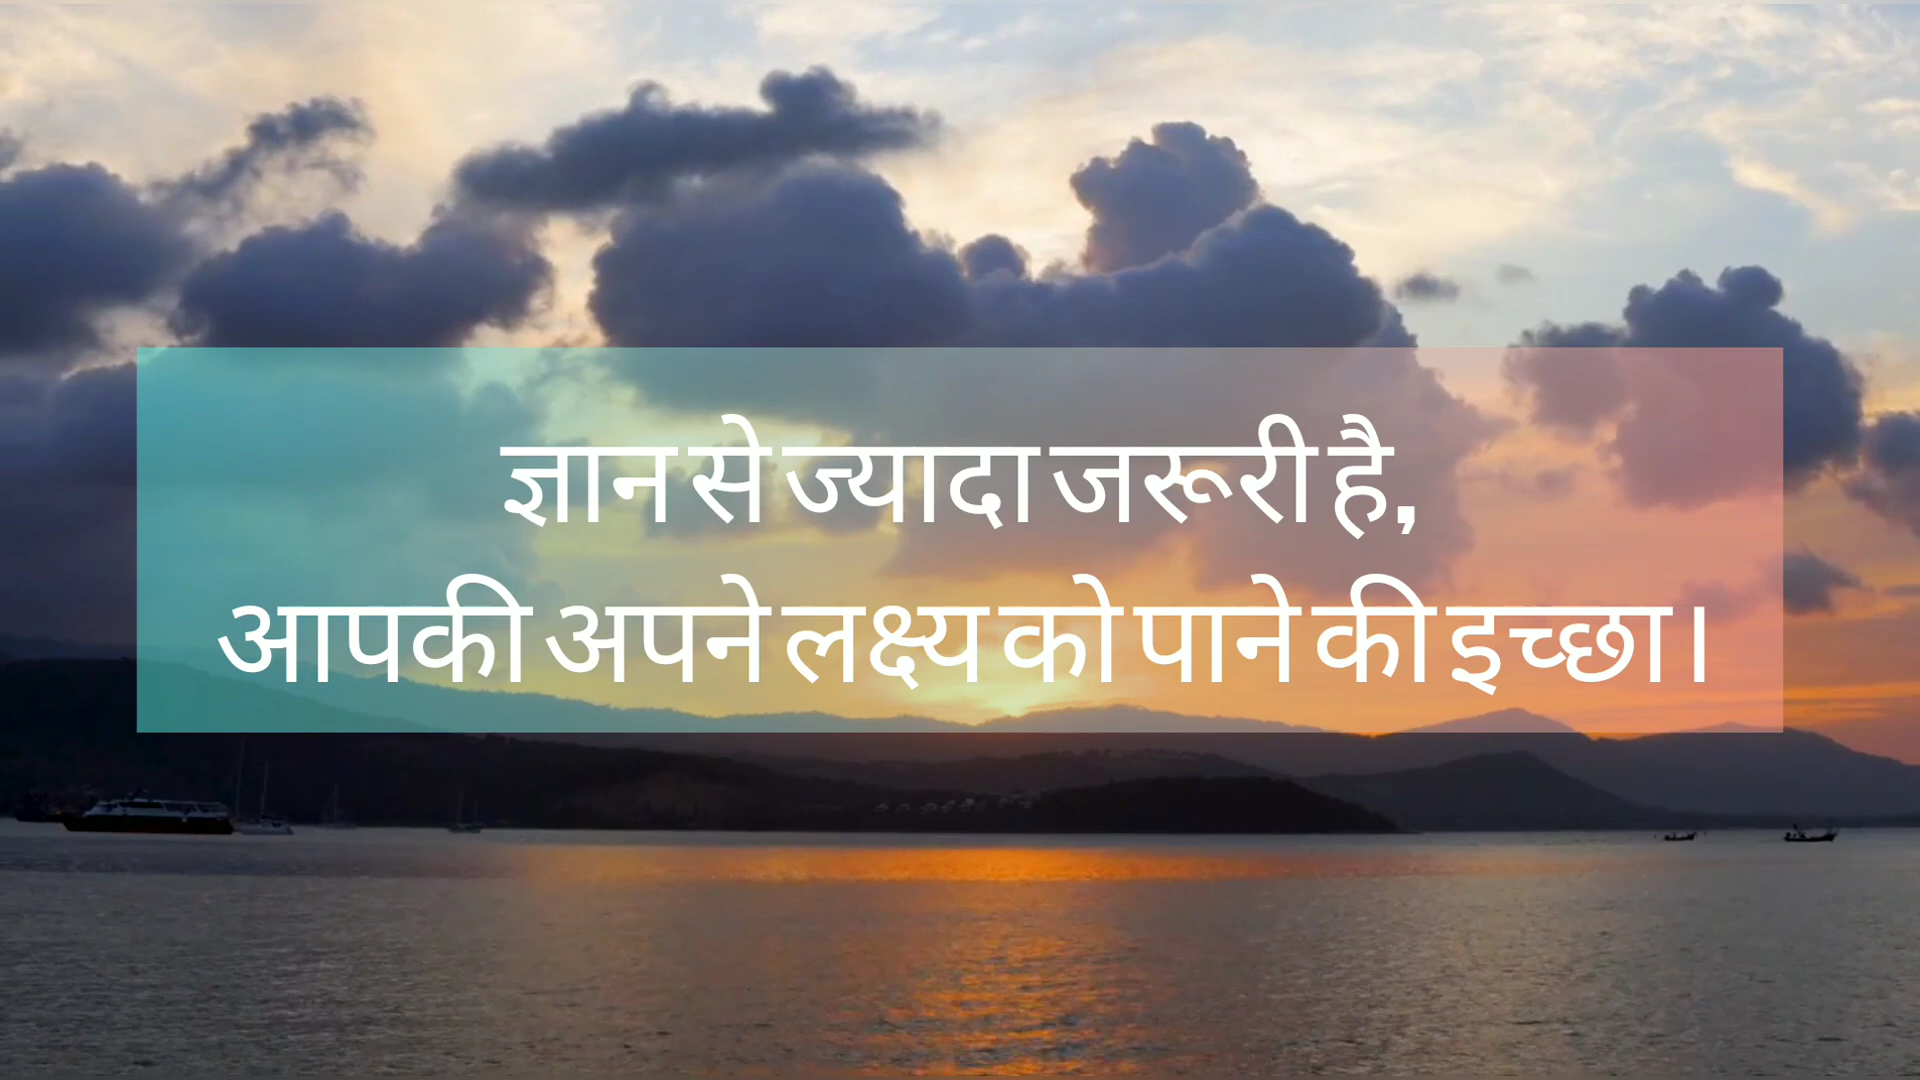 ज्ञान से ज्यादा जरूरी है,
आपकी अपने लक्ष्य को पाने की इच्छा।